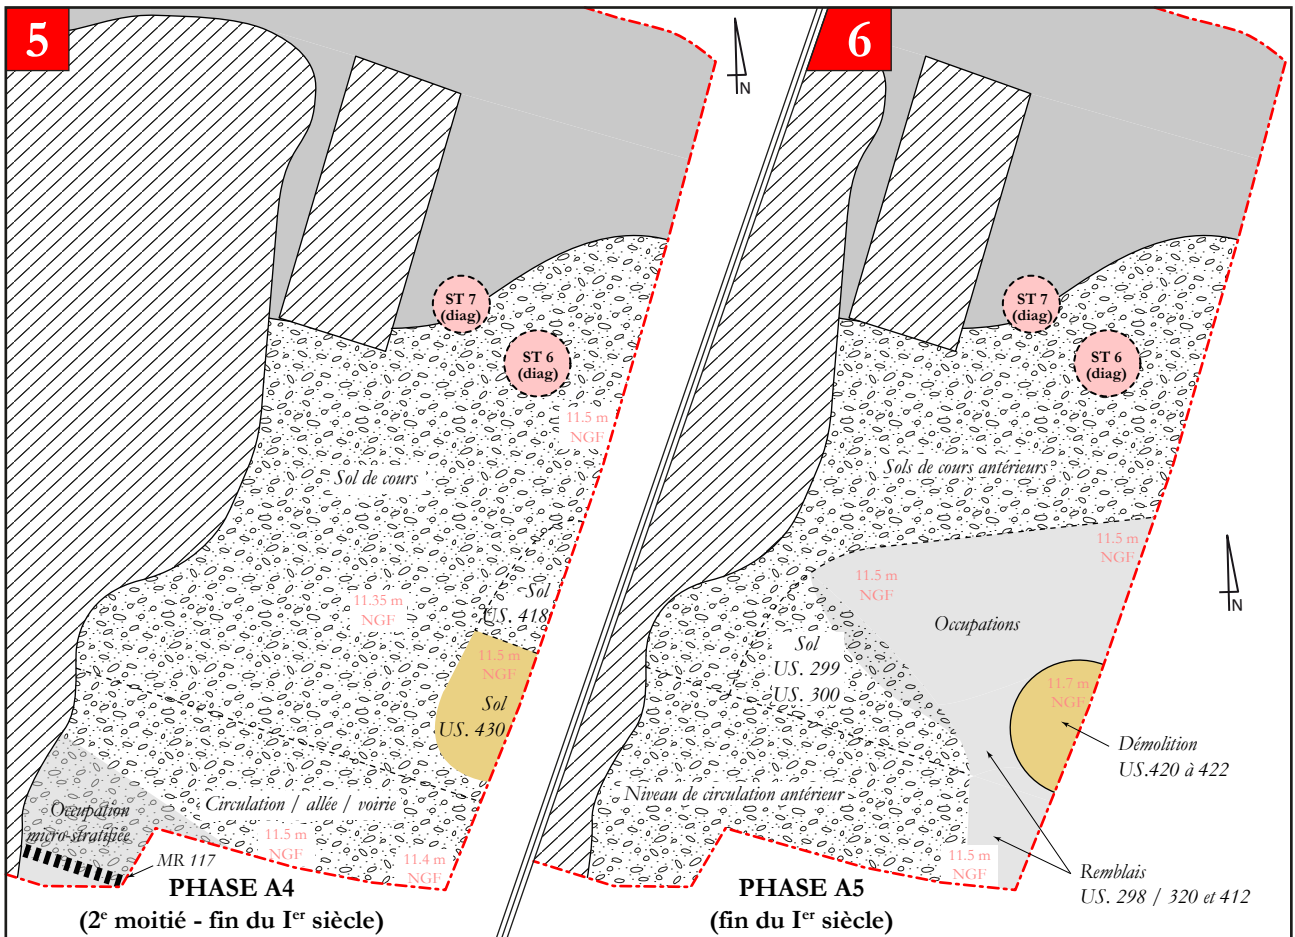 5
N
ST 7
(diag)
ST 6
(diag)
11.5 m
NGF
Sol de cours
11.35 m
NGF
Sol
US. 418
11.5 m
NGF
Sol
US. 430
Occupation
micro-stratifiée
Circulation / allée / voirie
11.5 m
NGF
11.4 m
NGF
MR 117
PHASE A4
(2e moitié - fin du Ier siècle)
6
ST 7
(diag)
ST 6
(diag)
Sols de cours antérieurs
11.5 m
NGF
11.5 m
NGF
N
Occupations
Sol
US. 299
US. 300
11.7 m
NGF
Démolition
US.420 à 422
Niveau de circulation antérieur
11.5 m
NGF
Remblais
US. 298 / 320 et 412
PHASE A5
(fin du Ier siècle)